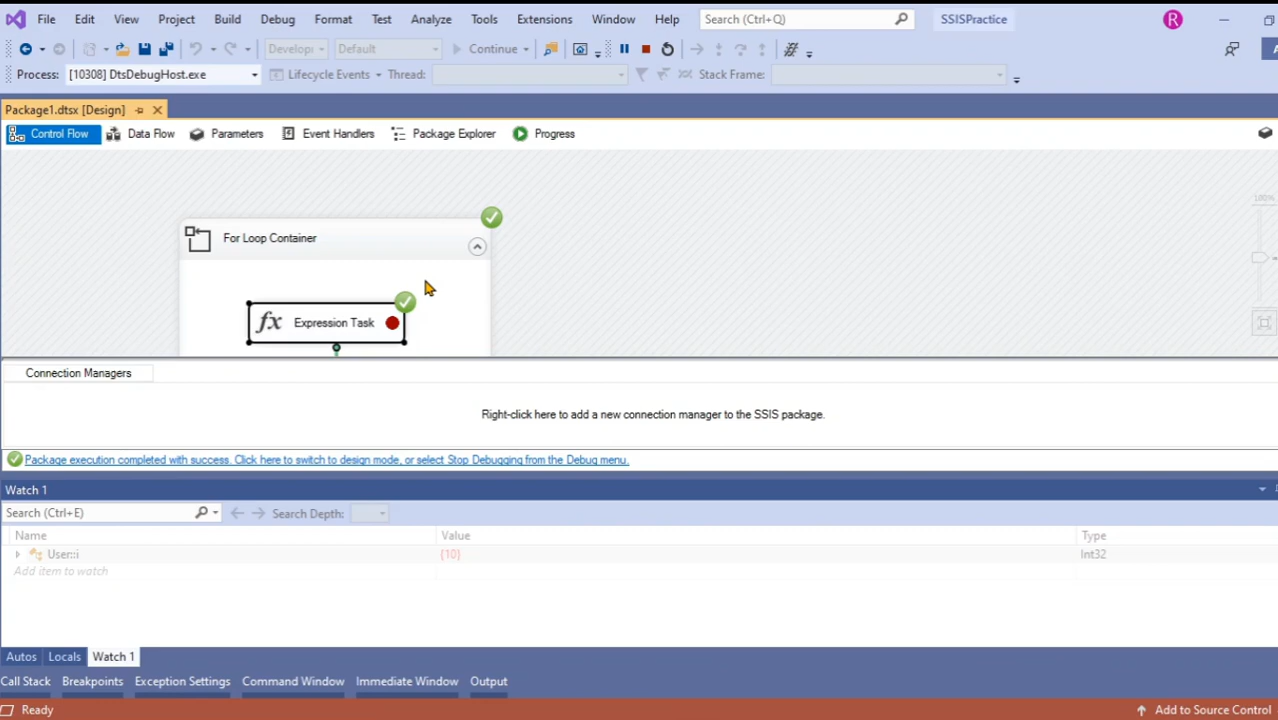 File Edit View Project Build Debug Format Test Analyze Tools Extensions Window Help Search (Ctrl+Q) SSISPractice R
Develop Default Continue
Process: [10308] DtsDebugHost.exe Lifecycle Events Thread: Stack Frame:
Package1.dtsx [Design]
Control Flow Data Flow Parameters Event Handlers Package Explorer Progress
100%
For Loop Container
fx Expression Task
Connection Managers
Right-click here to add a new connection manager to the SSIS package.
Package execution completed with success. Click here to switch to design mode, or select Stop Debugging from the Debug menu.
Watch 1
Search (Ctrl+E) Search Depth:
Name Value Type
User::i {10} Int32
Add item to watch
Autos Locals Watch 1
Call Stack Breakpoints Exception Settings Command Window Immediate Window Output
Ready Add to Source Control